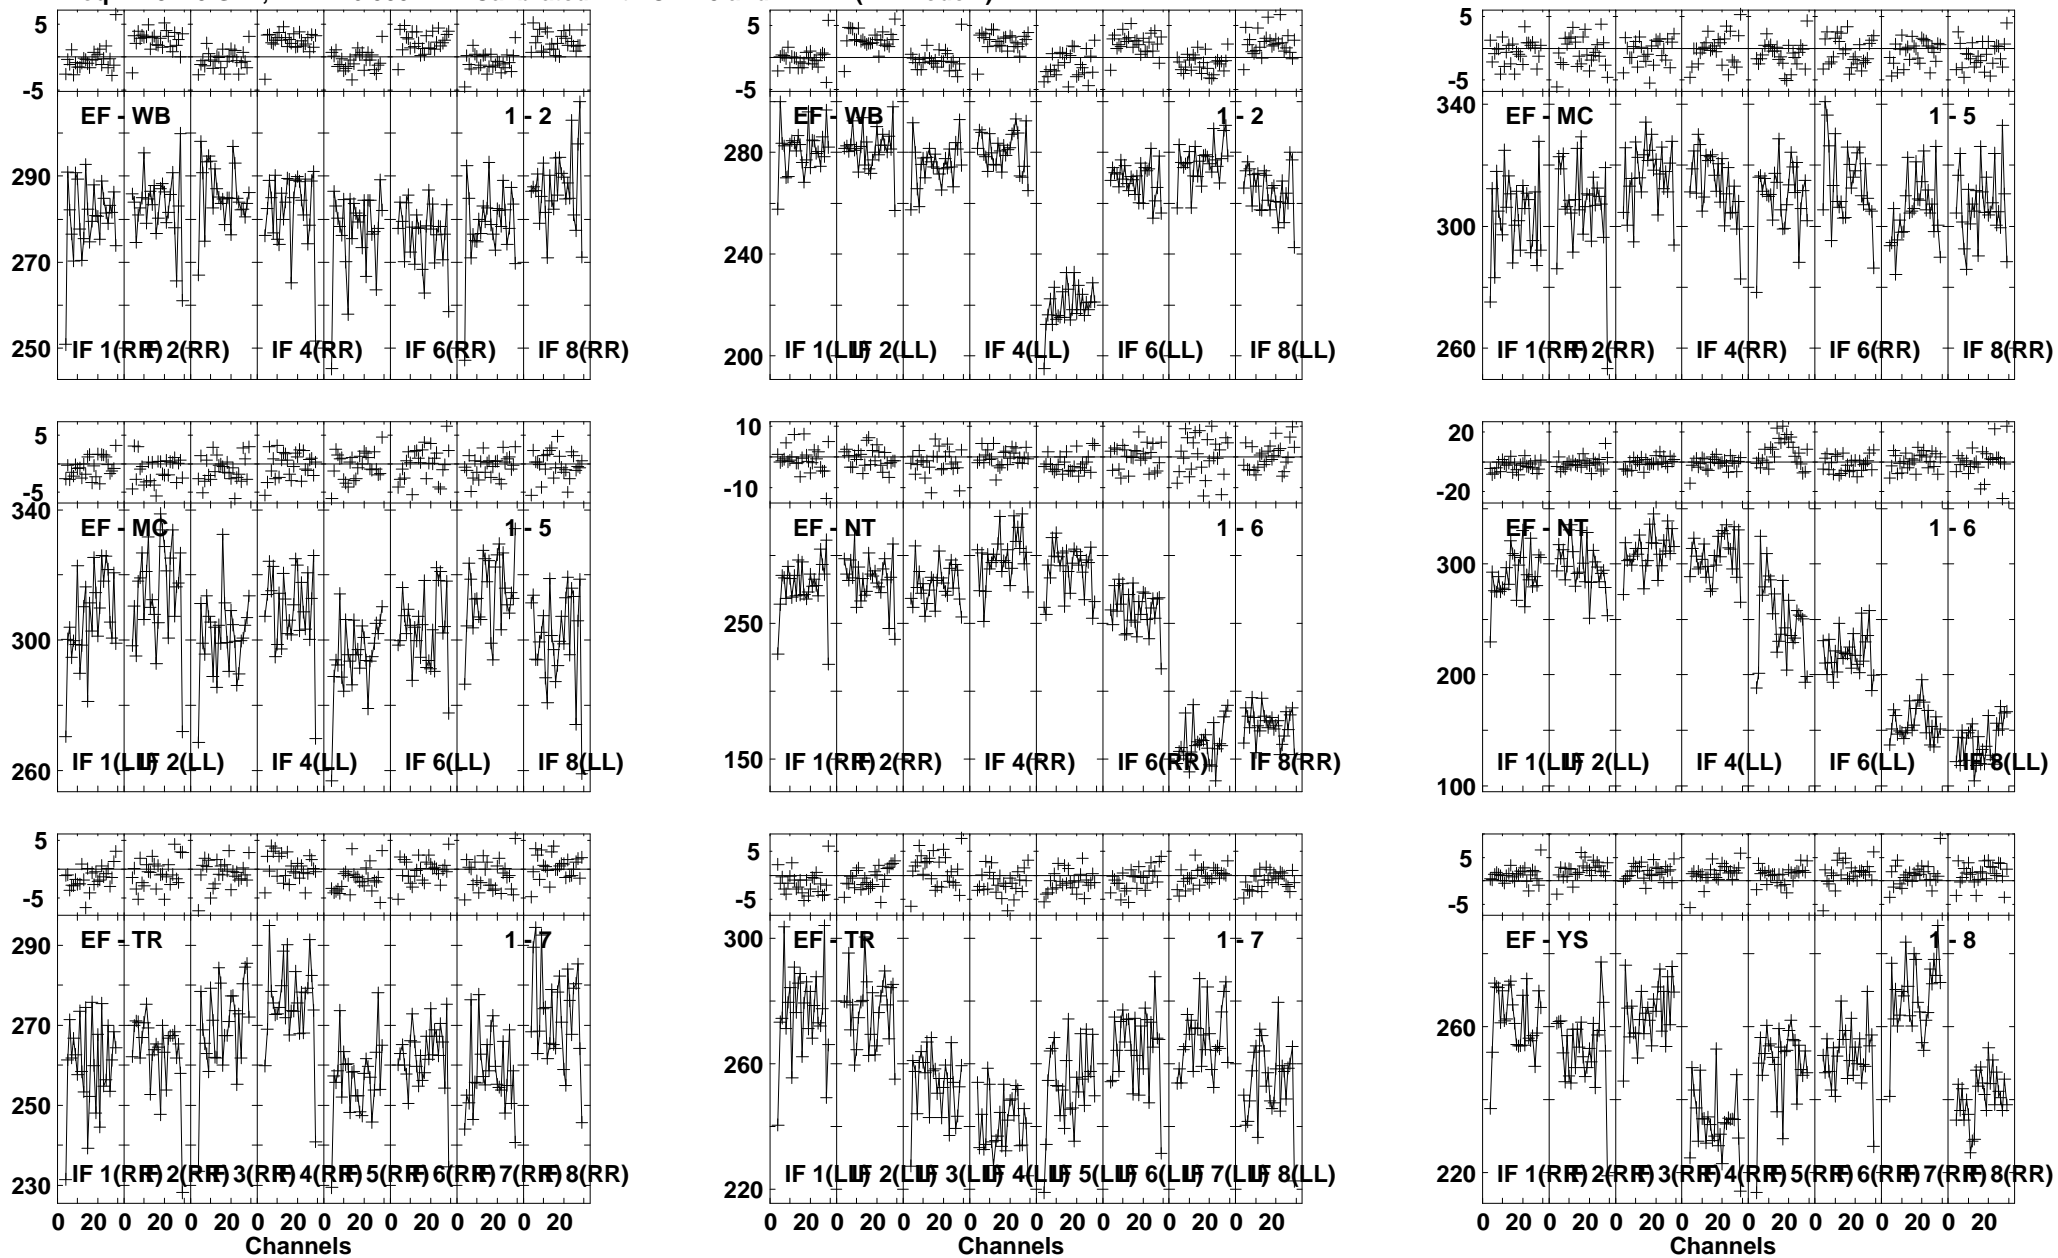 5
-5
EF - WB 1 - 2
290
270
250
IF 1(RR) IF 2(RR) IF 4(RR) IF 6(RR) IF 8(RR)
5
-5
EF - WB 1 - 2
280
240
200
IF 1(LL) IF 2(LL) IF 4(LL) IF 6(LL) IF 8(LL)
5
-5
340
EF - MC 1 - 5
300
260
IF 1(RR) IF 2(RR) IF 4(RR) IF 6(RR) IF 8(RR)
5
-5
340
EF - MC 1 - 5
300
260
IF 1(LL) IF 2(LL) IF 4(LL) IF 6(LL) IF 8(LL)
10
-10
EF - NT 1 - 6
250
150
IF 1(RR) IF 2(RR) IF 4(RR) IF 6(RR) IF 8(RR)
20
-20
EF - NT 1 - 6
300
200
100
IF 1(LL) IF 2(LL) IF 4(LL) IF 6(LL) IF 8(LL)
5
-5
EF - TR 1 - 7
290
270
250
230
IF 1(RR) IF 2(RR) IF 3(RR) IF 4(RR) IF 5(RR) IF 6(RR) IF 7(RR) IF 8(RR)
0 20 0 20 0 20 0 20 0 20 0 20 0 20 0 20
Channels
5
-5
EF - TR 1 - 7
300
260
220
IF 1(LL) IF 2(LL) IF 3(LL) IF 4(LL) IF 5(LL) IF 6(LL) IF 7(LL) IF 8(LL)
0 20 0 20 0 20 0 20 0 20 0 20 0 20 0 20
Channels
5
-5
EF - YS 1 - 8
260
220
IF 1(RR) IF 2(RR) IF 3(RR) IF 4(RR) IF 5(RR) IF 6(RR) IF 7(RR) IF 8(RR)
0 20 0 20 0 20 0 20 0 20 0 20 0 20 0 20
Channels